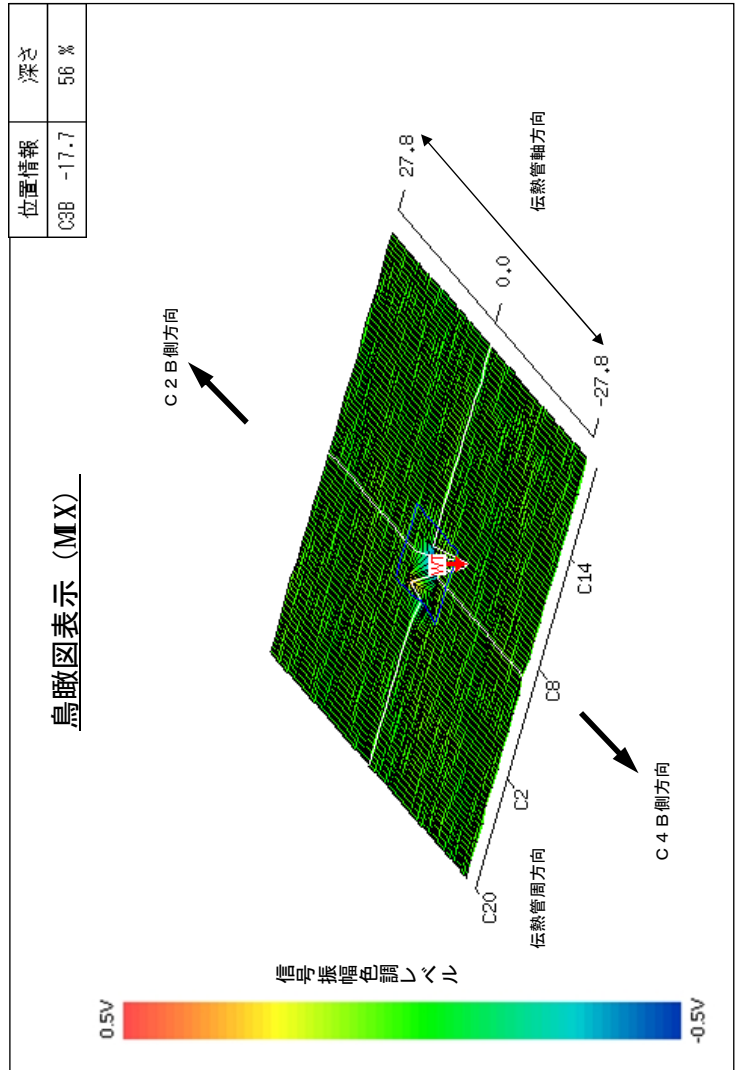 鳥瞰図表示 (MIX)
位置情報 深さ
C3B -17.7 56 %
C2B側方向
27.8
0.0
-27.8
伝熱管軸方向
WT
C14
C8
C2
C20
伝熱管周方向
C4B側方向
信号振幅色調レベル
0.5V
-0.5V